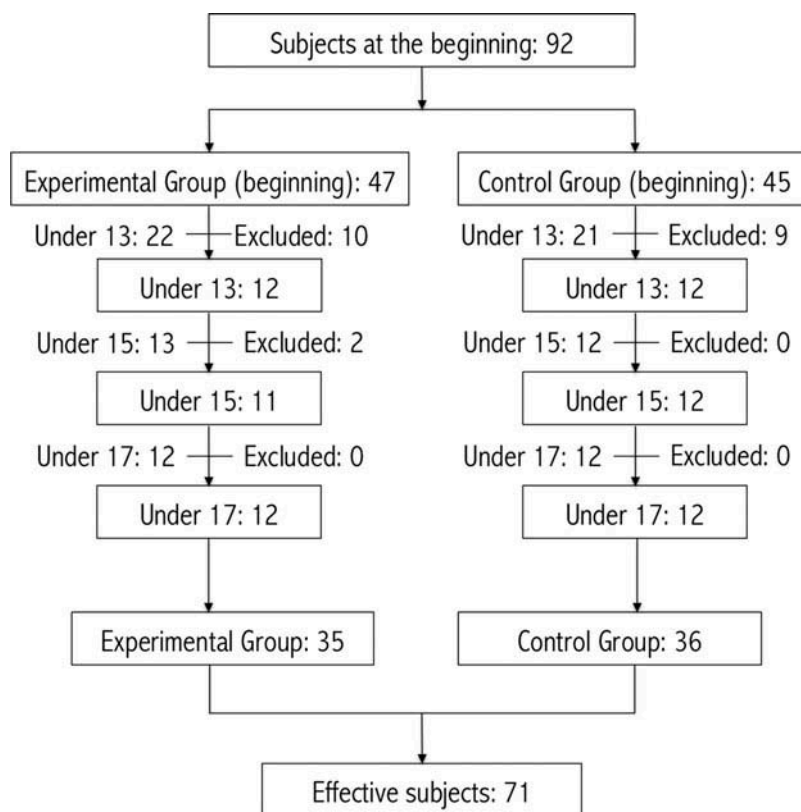 Subjects at the beginning: 92
Experimental Group (beginning): 47
Control Group (beginning): 45
Under 13: 22
Excluded: 10
Under 13: 21
Excluded: 9
Under 13: 12
Under 13: 12
Under 15: 13
Excluded: 2
Under 15: 12
Excluded: 0
Under 15: 11
Under 15: 12
Under 17: 12
Excluded: 0
Under 17: 12
Excluded: 0
Under 17: 12
Under 17: 12
Experimental Group: 35
Control Group: 36
Effective subjects: 71